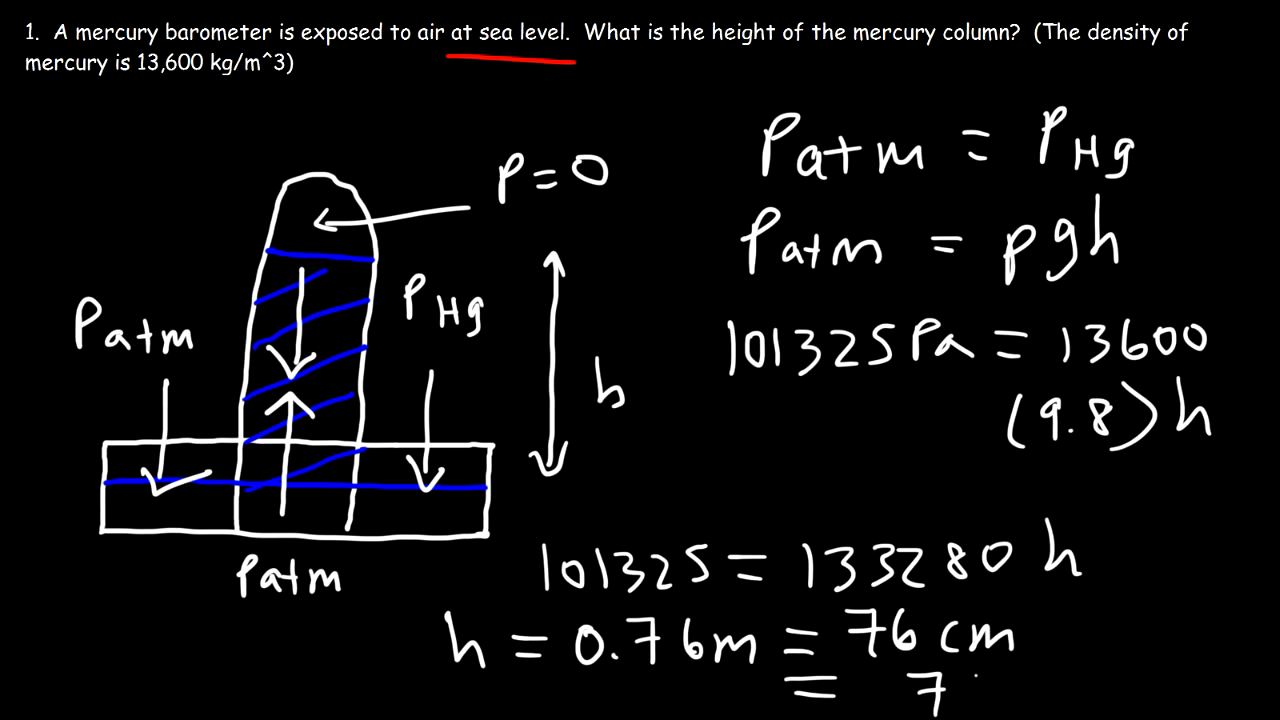 1. A mercury barometer is exposed to air at sea level. What is the height of the mercury column? (The density of
mercury is 13,600 kg/m^3)
P=0
Patm
PHg
h
Patm
Patm = PHg
Patm = ρgh
101325 Pa = 13600
(9.8) h
101325 = 133280 h
h = 0.76m = 76 cm
= 7